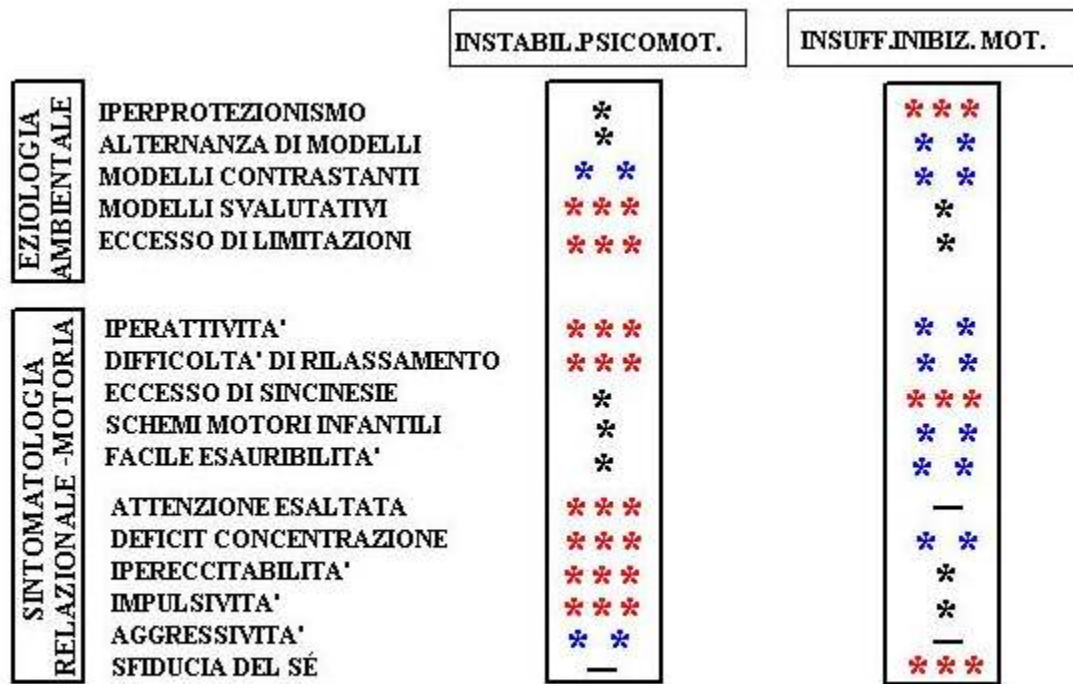 INSTABIL.PSICOMOT. INSUFF.INIBIZ. MOT.
EZIOLOGIA
AMBIENTALE
IPERPROTEZIONISMO * ***
ALTERNANZA DI MODELLI * * *
MODELLI CONTRASTANTI * * * *
MODELLI SVALUTATIVI *** *
ECCESSO DI LIMITAZIONI *** *
SINTOMATOLOGIA
RELAZIONALE -MOTORIA
IPERATTIVITA' *** * *
DIFFICOLTA' DI RILASSAMENTO *** * *
ECCESSO DI SINCINESIE * ***
SCHEMI MOTORI INFANTILI * * *
FACILE ESAURIBILITA' * * *
ATTENZIONE ESALTATA *** —
DEFICIT CONCENTRAZIONE *** * *
IPERECCITABILITA' *** *
IMPULSIVITA' *** *
AGGRESSIVITA' * * —
SFIDUCIA DEL SÉ — ***